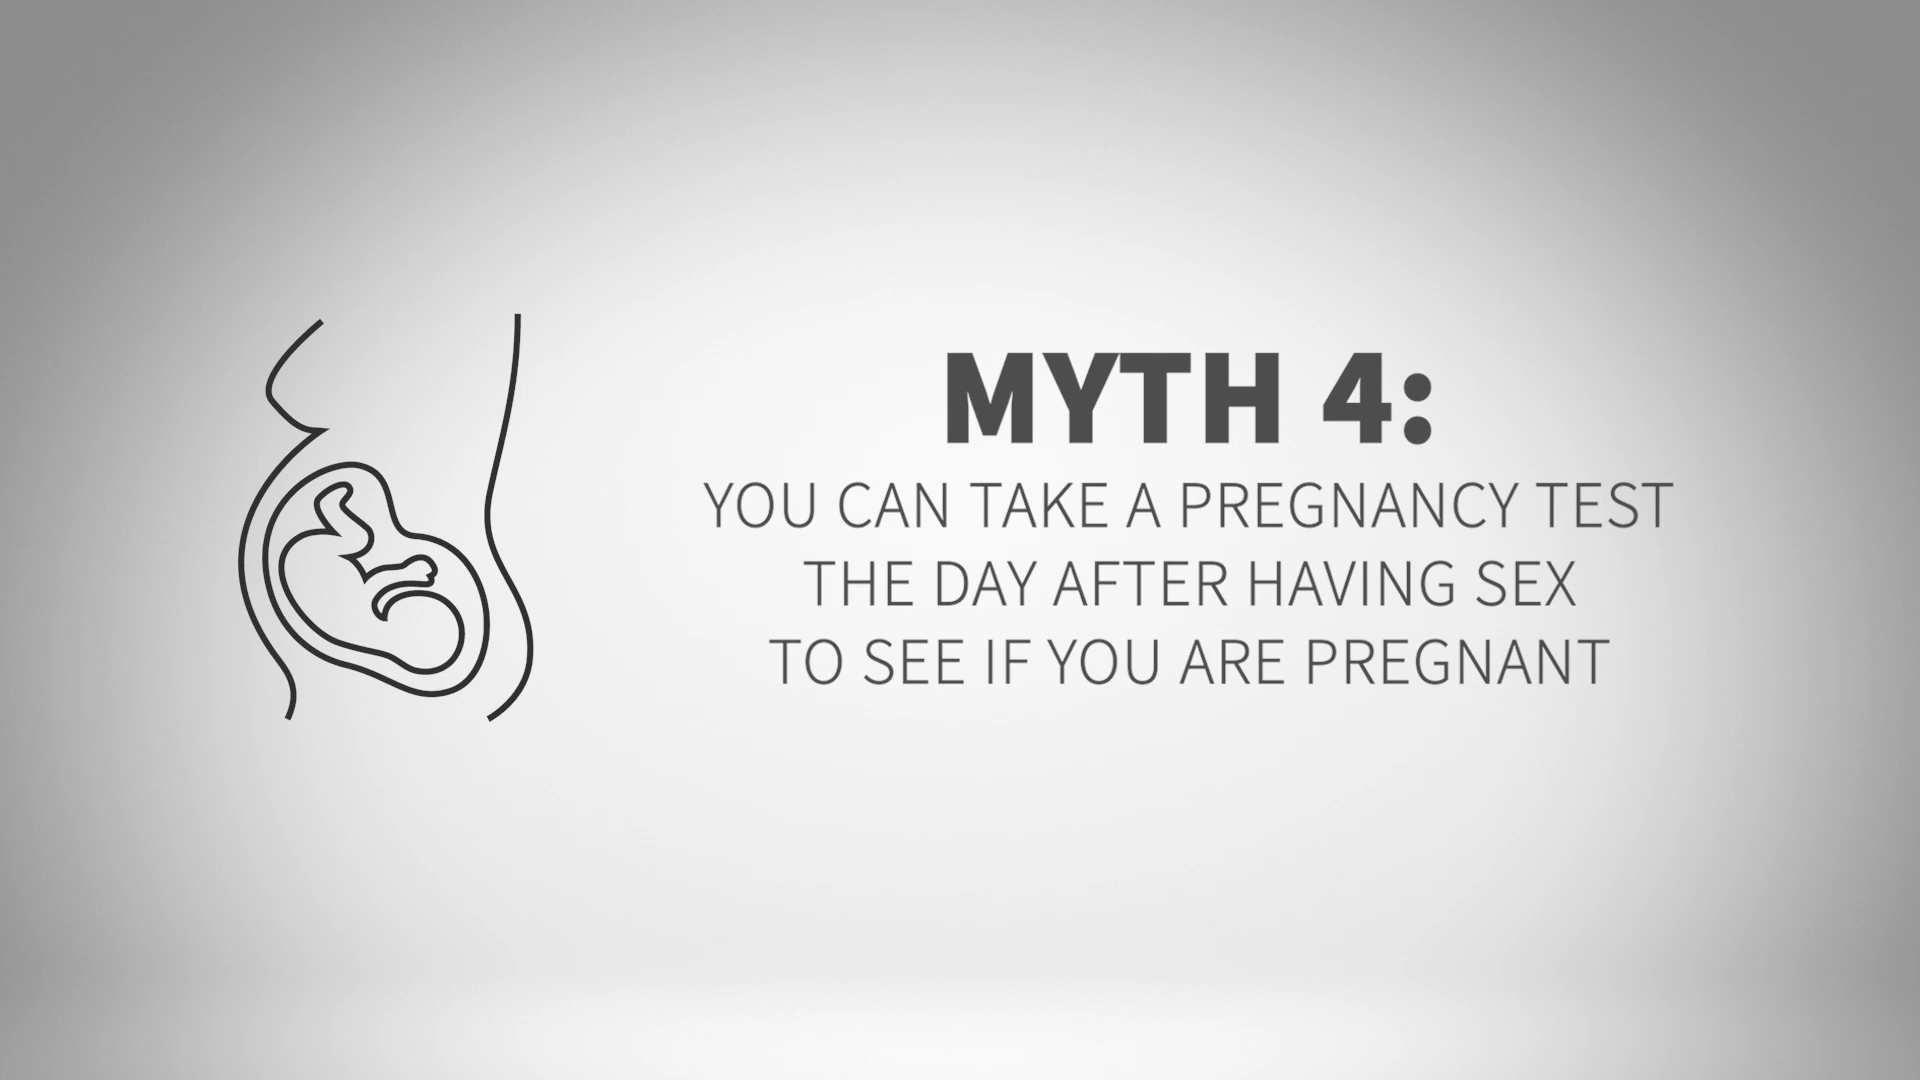 MYTH 4:
YOU CAN TAKE A PREGNANCY TEST
THE DAY AFTER HAVING SEX
TO SEE IF YOU ARE PREGNANT